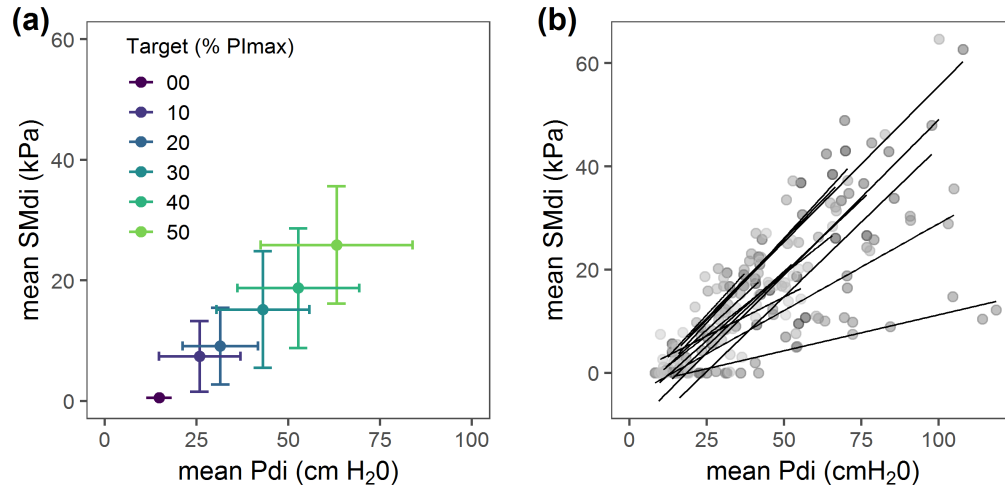 (a)
Target (% PImax)
00
10
20
30
40
50
60
40
20
0
mean SMdi (kPa)
0 25 50 75 100
mean Pdi (cm H₂0)
(b)
60
40
20
0
mean SMdi (kPa)
0 25 50 75 100
mean Pdi (cmH₂0)